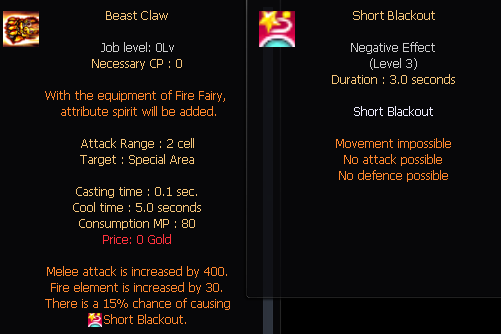 Beast Claw
Job level: 0Lv
Necessary CP : 0
With the equipment of Fire Fairy,
attribute spirit will be added.
Attack Range : 2 cell
Target : Special Area
Casting time : 0.1 sec.
Cool time : 5.0 seconds
Consumption MP : 80
Price: 0 Gold
Melee attack is increased by 400.
Fire element is increased by 30.
There is a 15% chance of causing
Short Blackout.
Short Blackout
Negative Effect
(Level 3)
Duration : 3.0 seconds
Short Blackout
Movement impossible
No attack possible
No defence possible